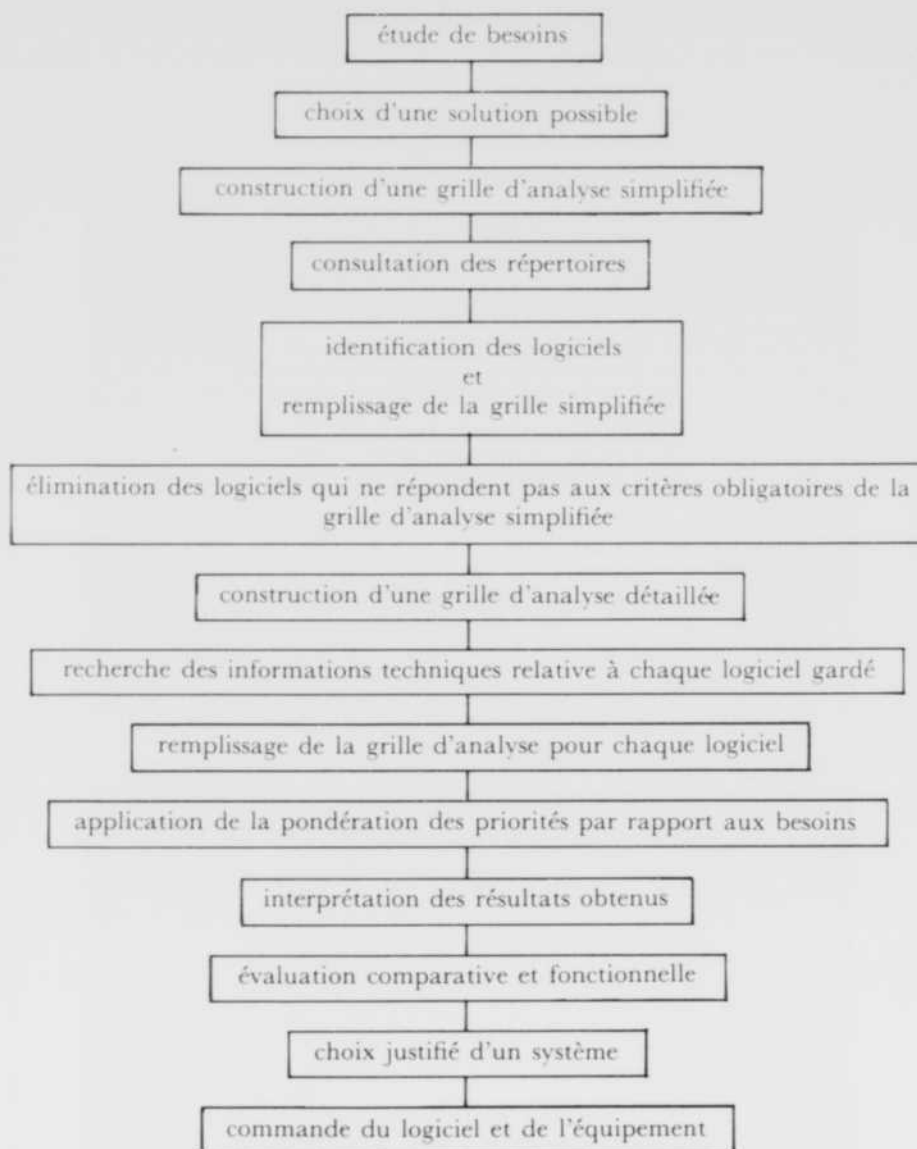 étude de besoins
choix d'une solution possible
construction d'une grille d'analyse simplifiée
consultation des répertoires
identification des logiciels
et
remplissage de la grille simplifiée
élimination des logiciels qui ne répondent pas aux critères obligatoires de la
grille d'analyse simplifiée
construction d'une grille d'analyse détaillée
recherche des informations techniques relative à chaque logiciel gardé
remplissage de la grille d'analyse pour chaque logiciel
application de la pondération des priorités par rapport aux besoins
interprétation des résultats obtenus
évaluation comparative et fonctionnelle
choix justifié d'un système
commande du logiciel et de l'équipement